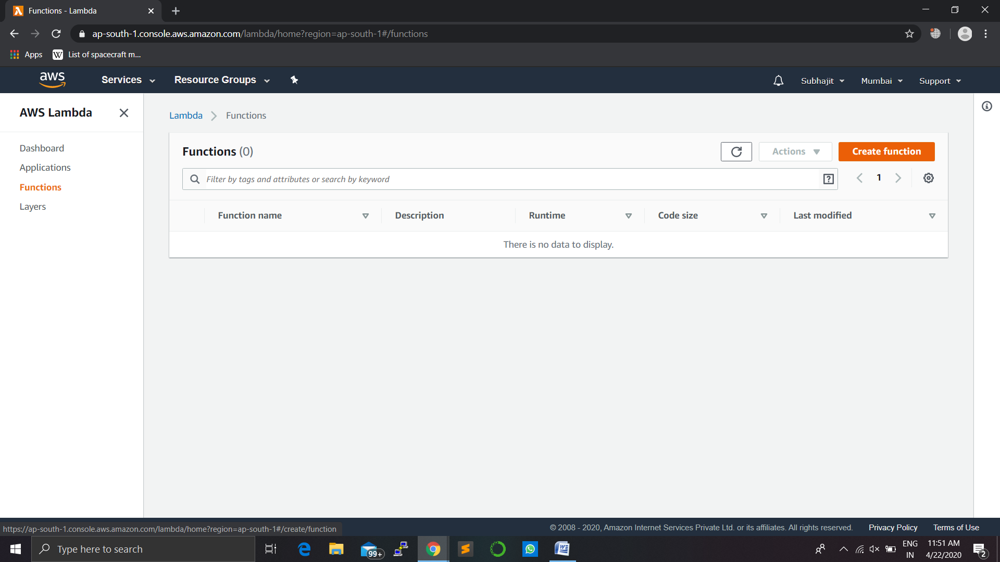 Functions - Lambda
ap-south-1.console.aws.amazon.com/lambda/home?region=ap-south-1#/functions
Apps
W List of spacecraft m...
aws Services Resource Groups Subhajit Mumbai Support
AWS Lambda
Dashboard
Applications
Functions
Layers
Lambda Functions
Functions (0)
Actions Create function
Filter by tags and attributes or search by keyword
? 1
Function name Description Runtime Code size Last modified
There is no data to display.
https://ap-south-1.console.aws.amazon.com/lambda/home?region=ap-south-1#/create/function
© 2008 - 2020, Amazon Internet Services Private Ltd. or its affiliates. All rights reserved. Privacy Policy Terms of Use
Type here to search
99+
ENG
IN
11:51 AM
4/22/2020
2